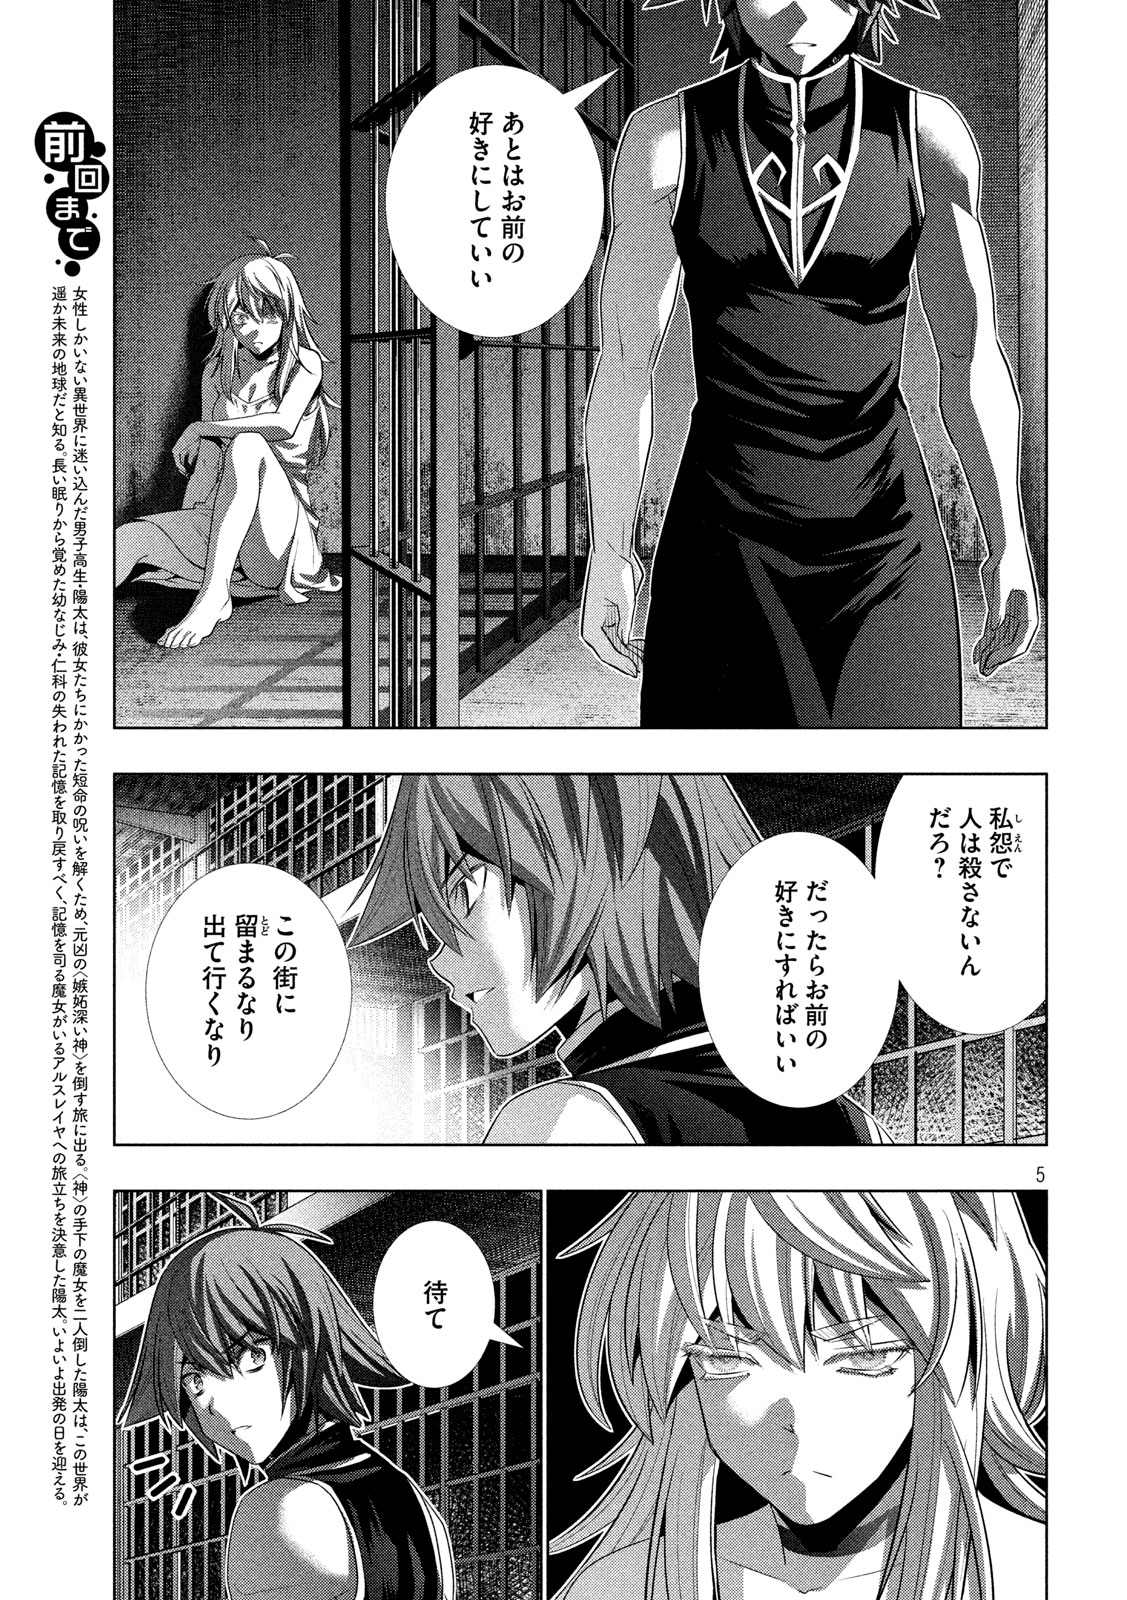 あとはお前の
好きにしていい
私怨で
しえん
人は殺さないん
だろ?
だったらお前の
好きにすればいい
この街に
留まるなり
とど
出て行くなり
5
待て
前回まで
女性しかいない異世界に迷い込んだ男子高生・陽太は、彼女たちにかかった短命の呪いを解くため、元凶の〈嫉妬深い神〉を倒す旅に出る。〈神〉の手下の魔女を二人倒した陽太は、この世界が
遥か未来の地球だと知る。長い眠りから覚めた幼なじみ・仁科の失われた記憶を取り戻すべく、記憶を司る魔女がいるアルスレイヤへの旅立ちを決意した陽太。いよいよ出発の日を迎える。